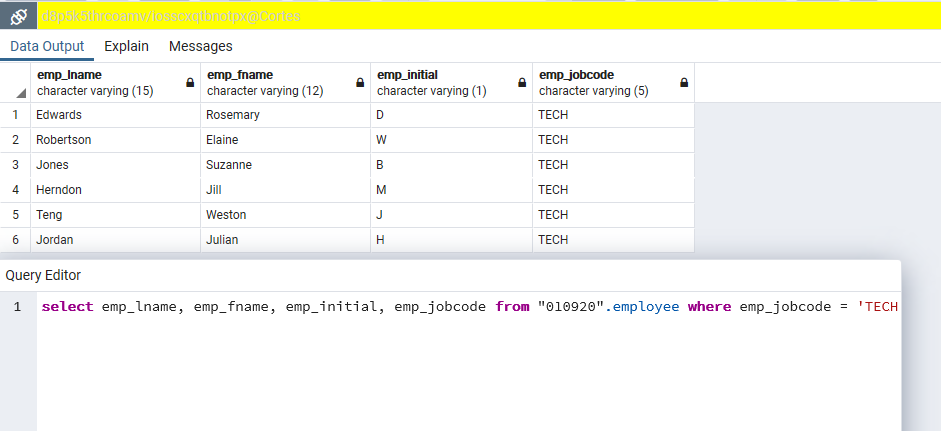 d8p5k5thrcoamv/iosscxqtbnotpx@Cortes
Data Output Explain Messages
emp_lname emp_fname emp_initial emp_jobcode
character varying (15) character varying (12) character varying (1) character varying (5)
1 Edwards Rosemary D TECH
2 Robertson Elaine W TECH
3 Jones Suzanne B TECH
4 Herndon Jill M TECH
5 Teng Weston J TECH
6 Jordan Julian H TECH
Query Editor
1 select emp_lname, emp_fname, emp_initial, emp_jobcode from "010920".employee where emp_jobcode = 'TECH